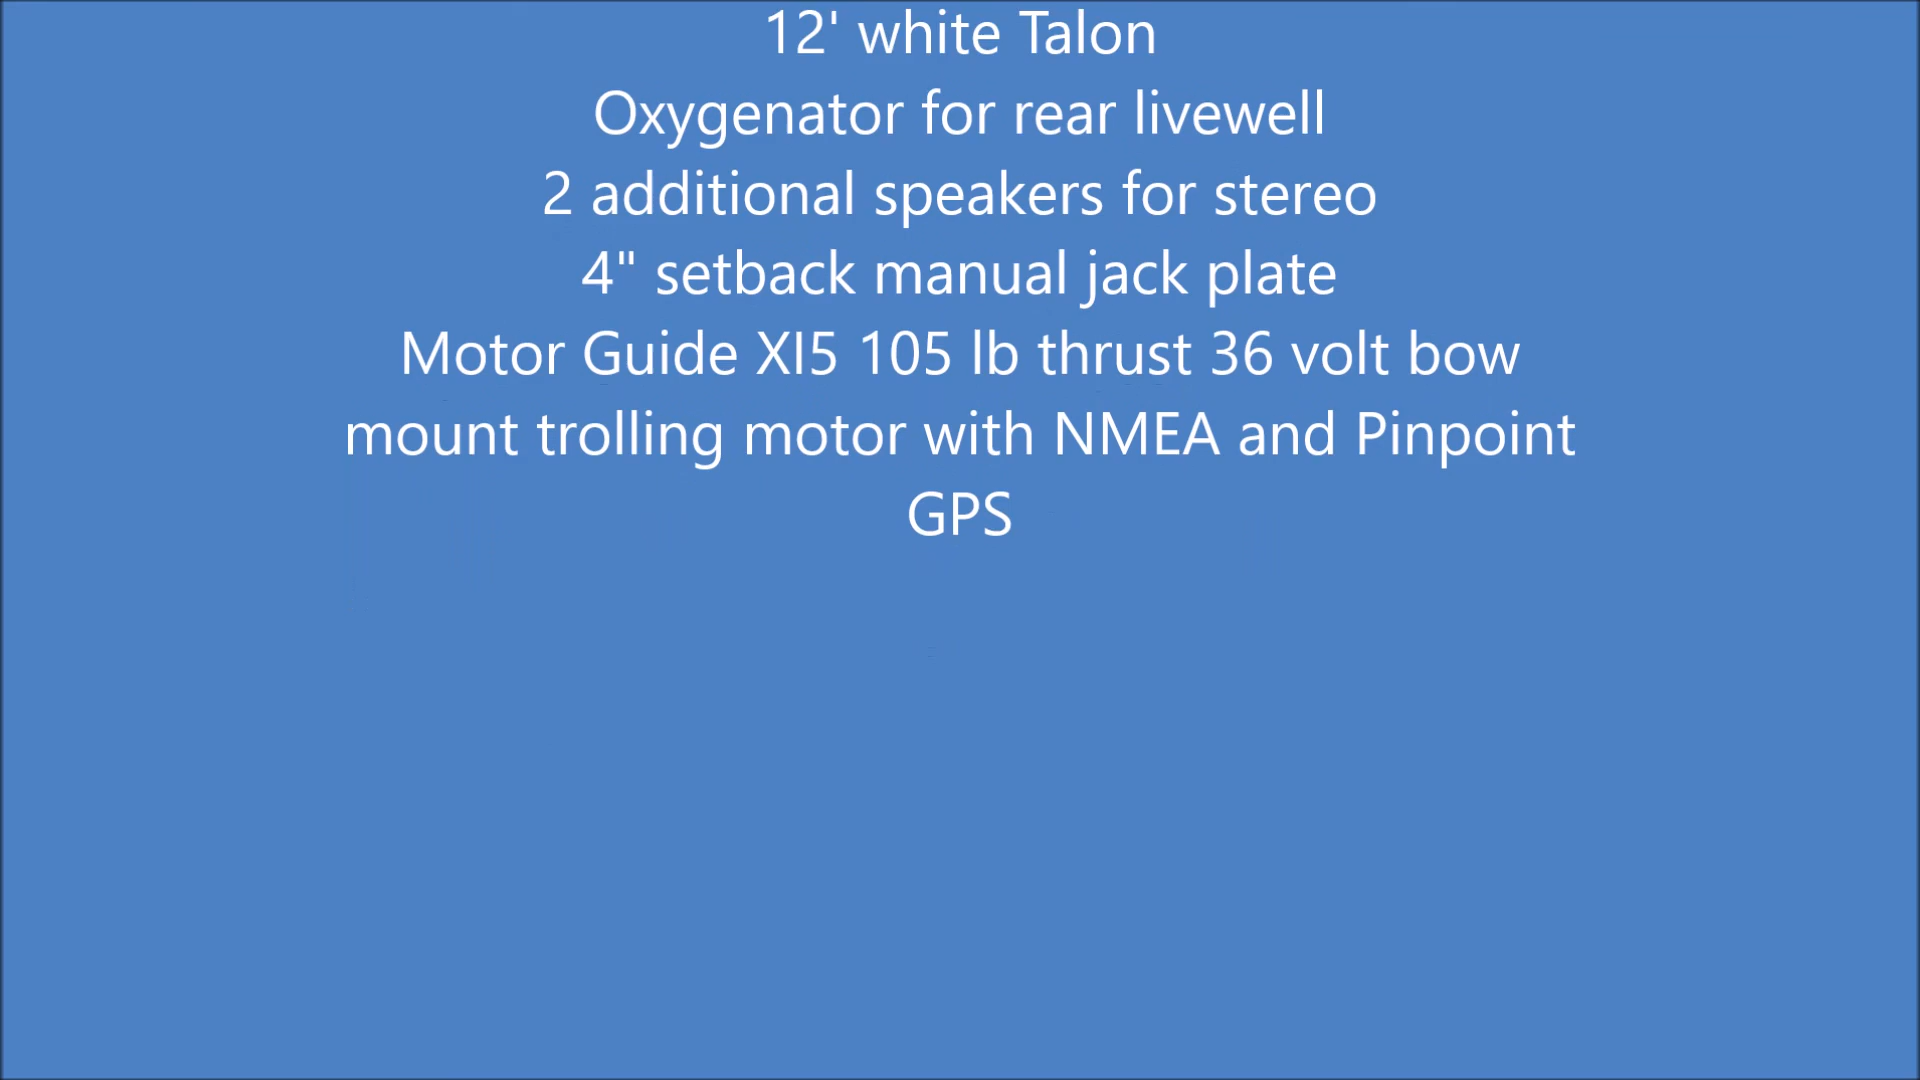 12' white Talon
Oxygenator for rear livewell
2 additional speakers for stereo
4" setback manual jack plate
Motor Guide XI5 105 lb thrust 36 volt bow
mount trolling motor with NMEA and Pinpoint
GPS